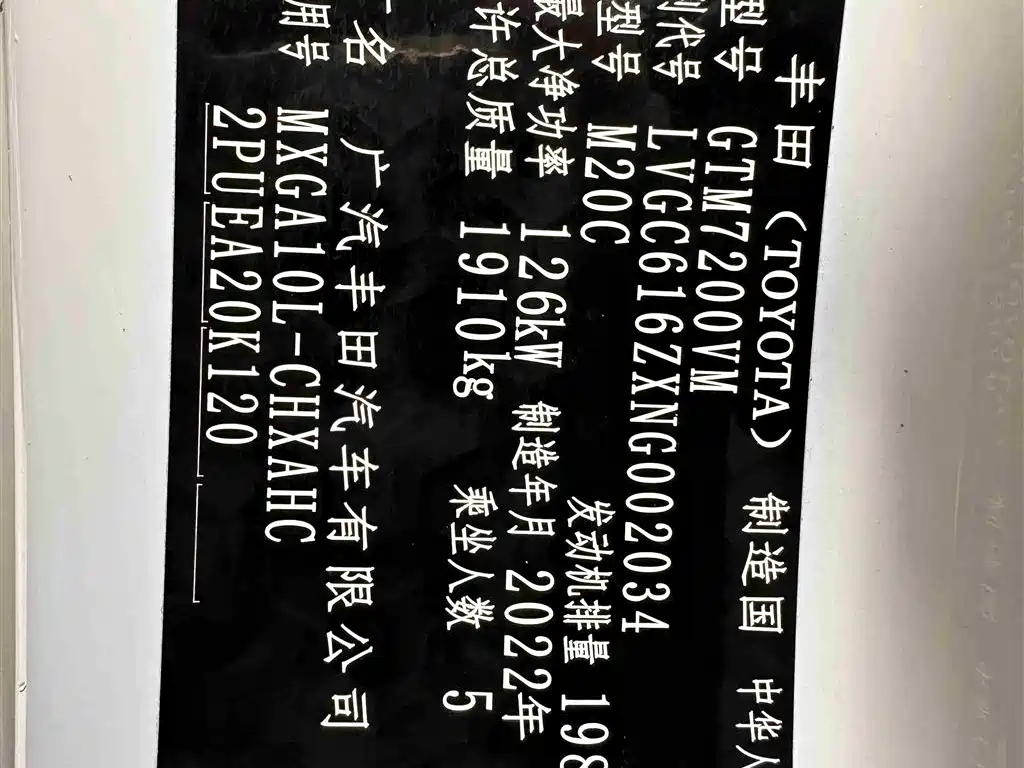 丰田 (TOYOTA) 制造国 中华人
型号 GTM7200VM
代号 LVGC616ZXNG002034
型号 M20C 发动机排量 198
最大净功率 126kW 制造年月 2022年
许总质量 1910kg 乘坐人数 5
名 广汽丰田汽车有限公司
用号 MXGA10L-CHXAHC
2PUEA20K120